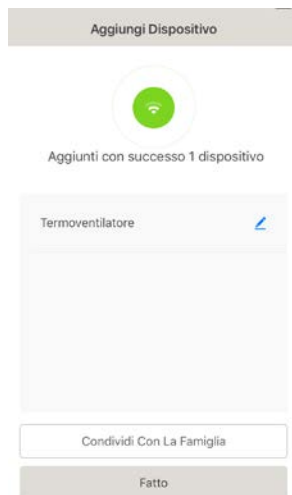 Aggiungi Dispositivo
Aggiunti con successo 1 dispositivo
Termoventilatore
Condividi Con La Famiglia
Fatto